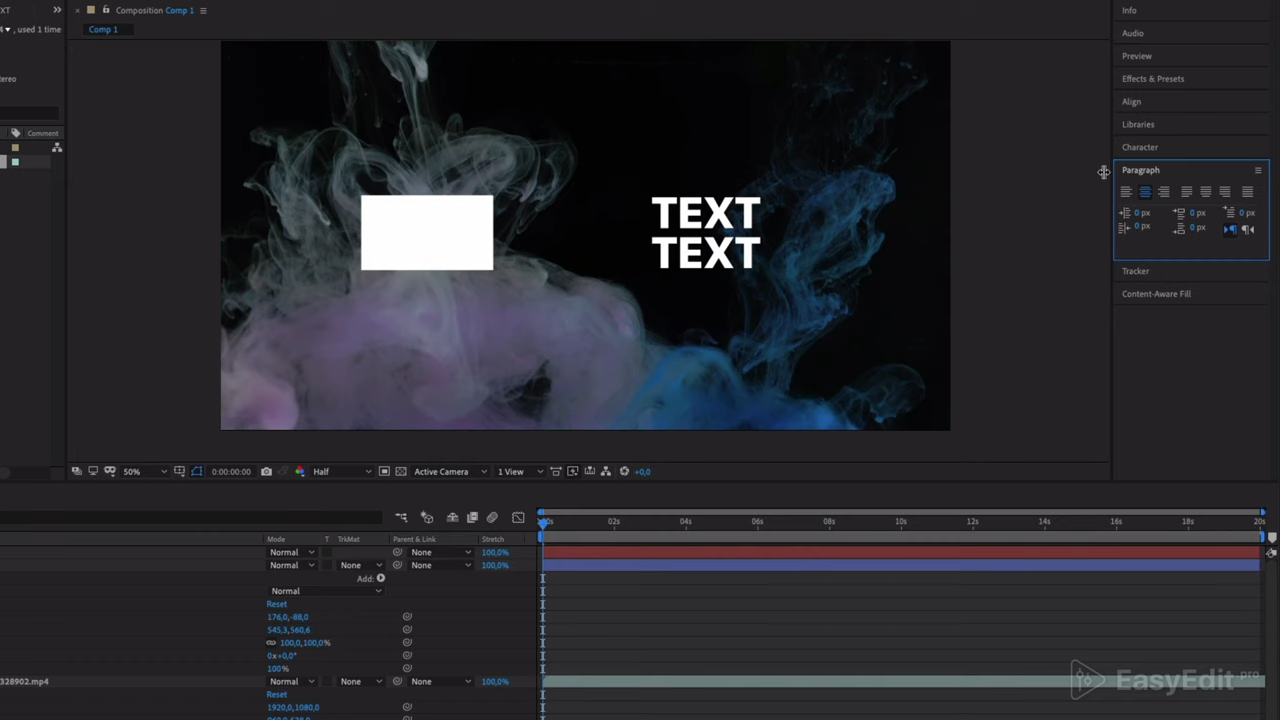 XT
Composition Comp 1
Info
, used 1 time
Comp 1
Audio
Preview
tereo
Effects & Presets
Align
Libraries
Comment
Character
Paragraph
0 px 0 px 0 px
0 px 0 px
TEXT
TEXT
Tracker
Content-Aware Fill
50% 0:00:00:00 Half Active Camera 1 View +0,0
02s 04s 06s 08s 10s 12s 14s 16s 18s 20s
Mode T TrkMat Parent & Link Stretch
Normal None 100,0%
Normal None None 100,0%
Add:
Normal
Reset
176,0,-88,0
545,3,560,6
100,0,100,0%
0x+0,0°
100%
328902.mp4 Normal None None 100,0%
Reset
1920,0,1080,0
EasyEdit pro